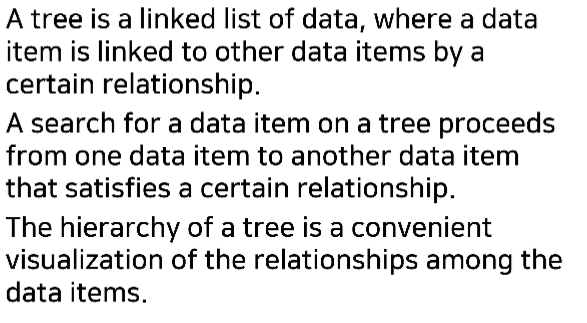 A tree is a linked list of data, where a data
item is linked to other data items by a
certain relationship.
A search for a data item on a tree proceeds
from one data item to another data item
that satisfies a certain relationship.
The hierarchy of a tree is a convenient
visualization of the relationships among the
data items.